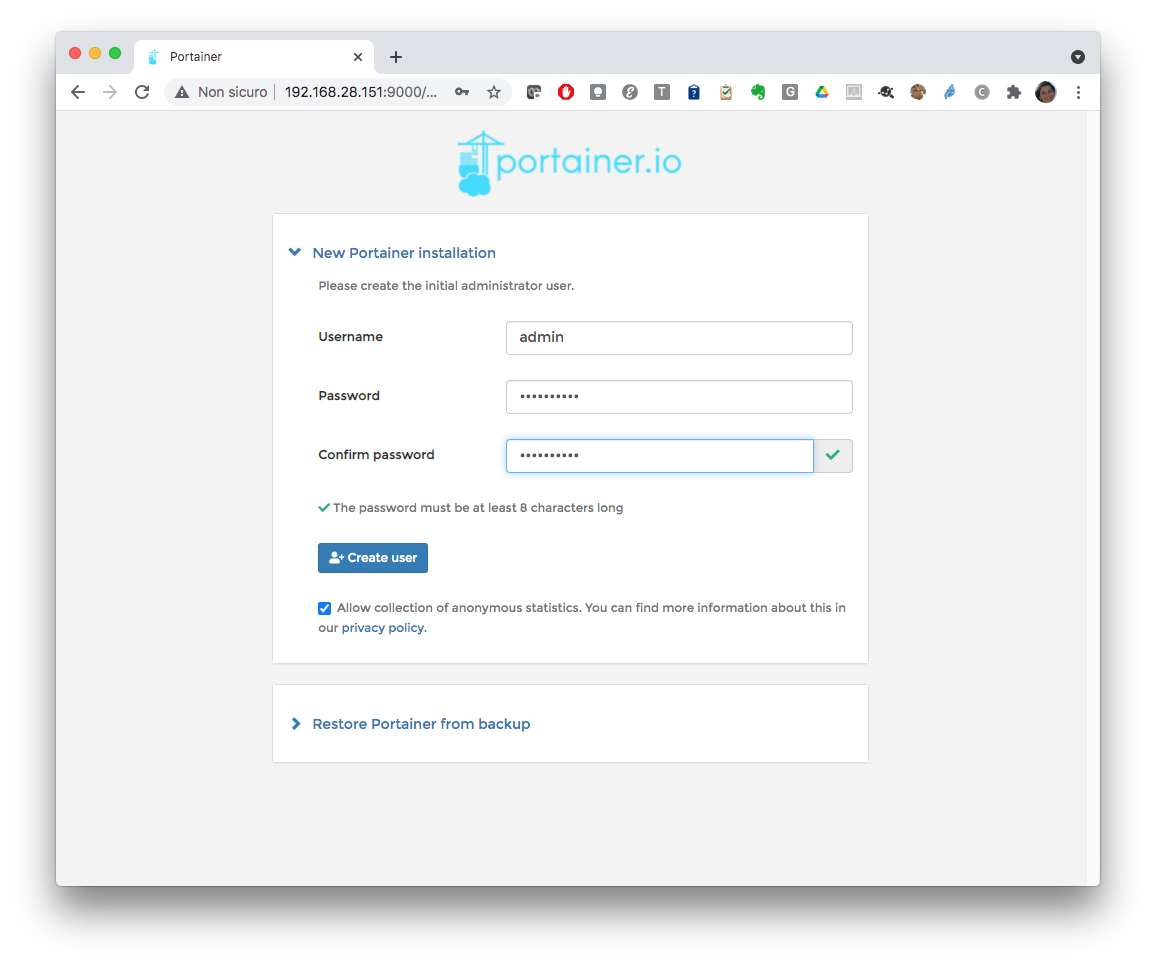 Portainer
Non sicuro
192.168.28.151:9000/...
T
?
G
C
portainer.io
New Portainer installation
Please create the initial administrator user.
Username
admin
Password
••••••••••
Confirm password
••••••••••
The password must be at least 8 characters long
Create user
Allow collection of anonymous statistics. You can find more information about this in
our privacy policy.
Restore Portainer from backup